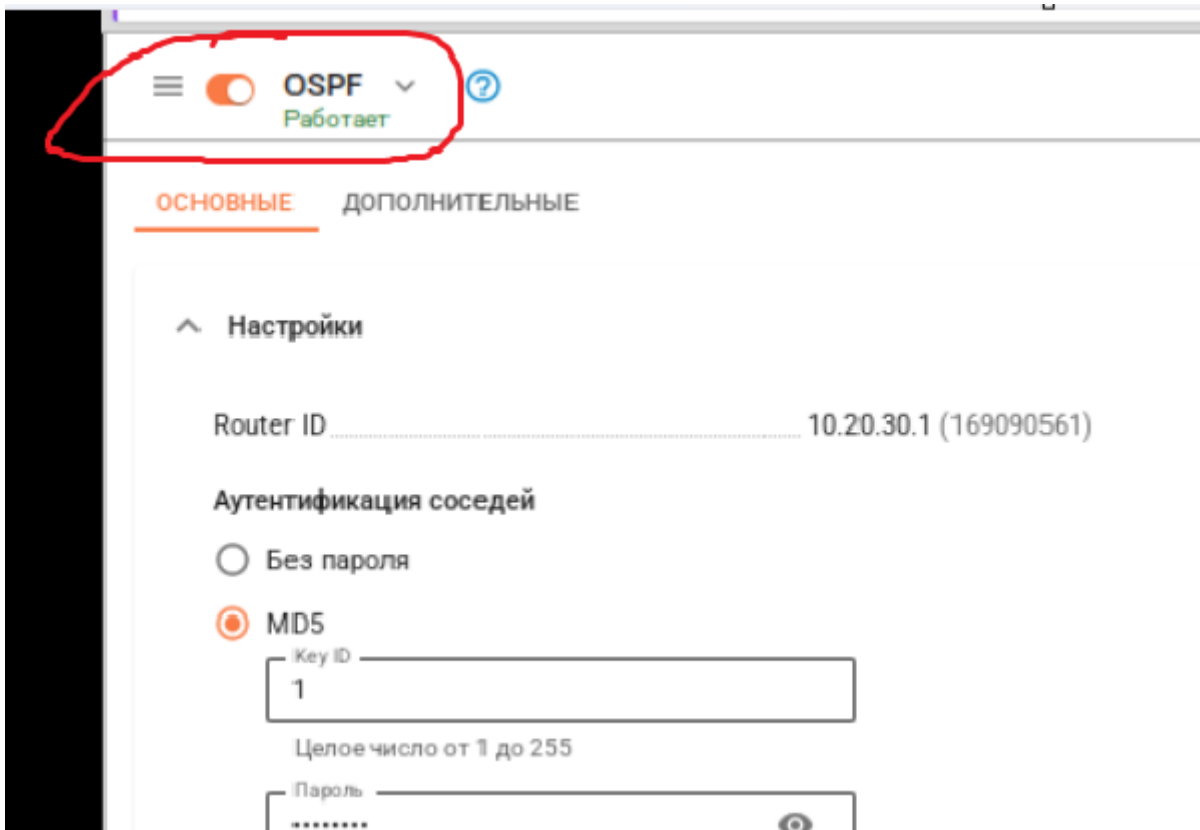 OSPF
Работает
ОСНОВНЫЕ ДОПОЛНИТЕЛЬНЫЕ
Настройки
Router ID 10.20.30.1 (169090561)
Аутентификация соседей
Без пароля
MD5
Key ID
1
Целое число от 1 до 255
Пароль
••••••••